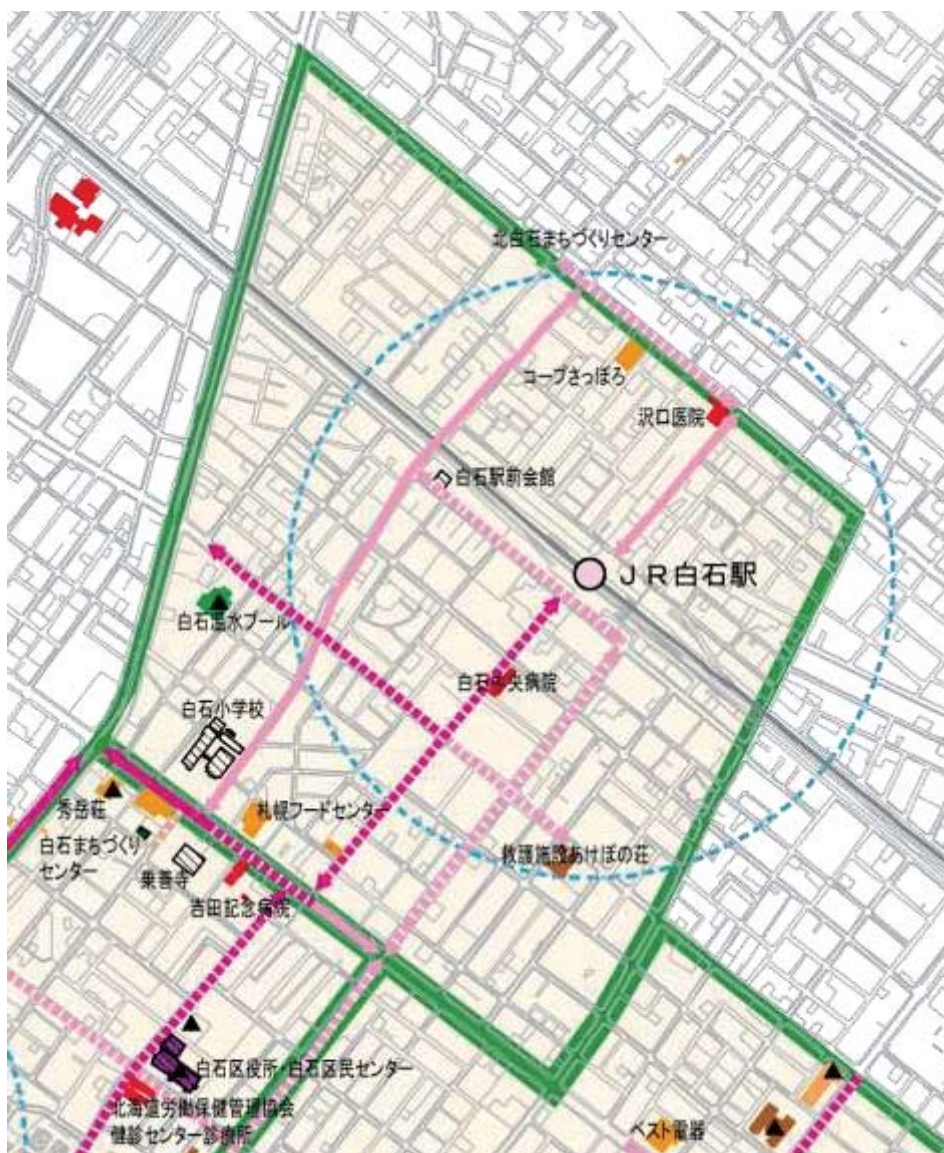 北白石まちづくりセンター
コープさっぽろ
沢口医院
白石駅前会館
JR白石駅
白石温水プール
白石中央病院
白石小学校
秀岳荘
札幌フードセンター
白石まちづくり
センター
乗善寺
救護施設あけぼの荘
吉田記念病院
白石区役所・白石区民センター
北海道労働保健管理協会
健診センター診療所
ベスト電器